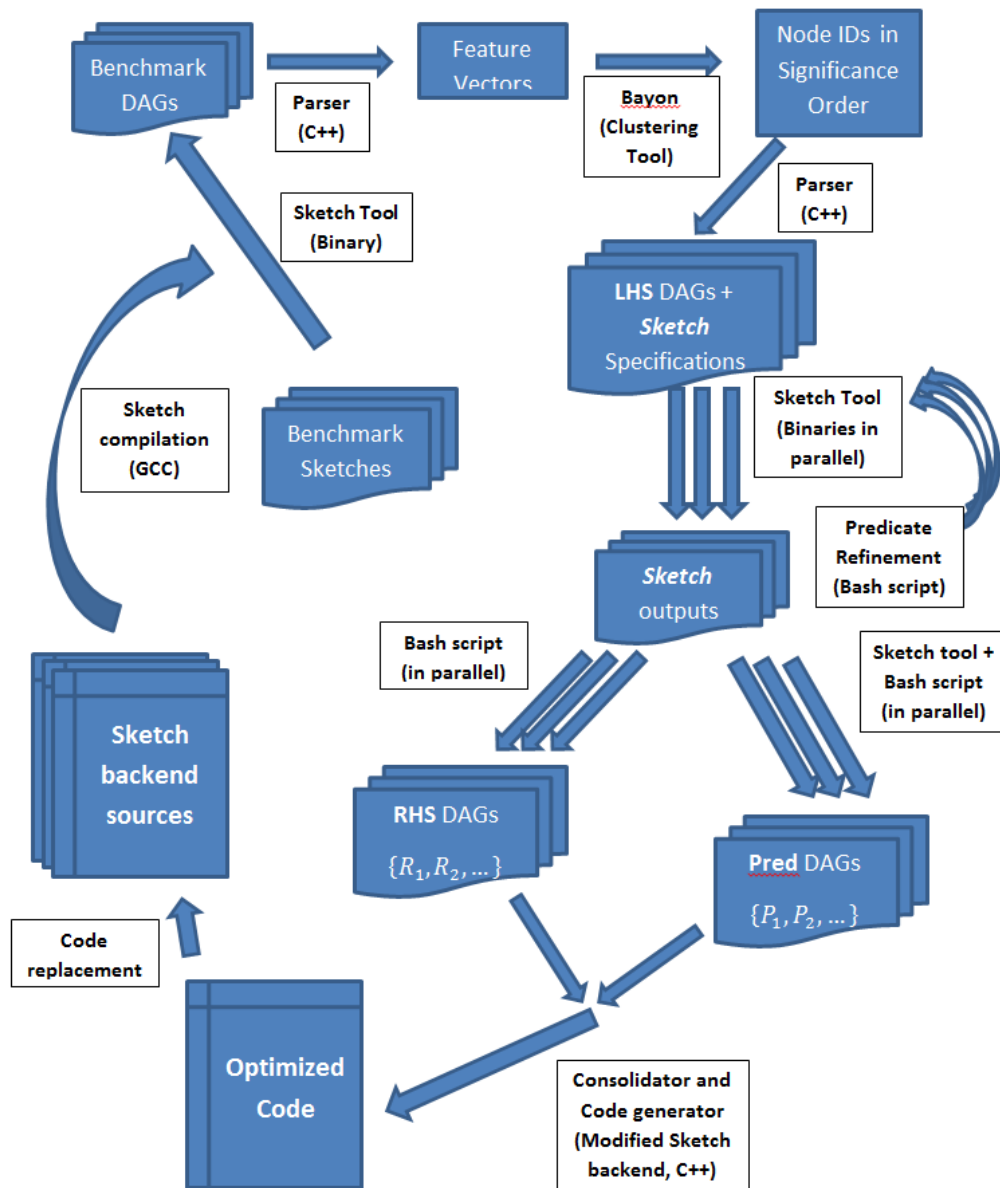 Benchmark
DAGs
Parser
(C++)
Feature
Vectors
Bayon
(Clustering
Tool)
Node IDs in
Significance
Order
Parser
(C++)
Sketch Tool
(Binary)
LHS DAGs +
Sketch
Specifications
Sketch
compilation
(GCC)
Benchmark
Sketches
Sketch Tool
(Binaries in
parallel)
Predicate
Refinement
(Bash script)
Sketch
outputs
Bash script
(in parallel)
Sketch tool +
Bash script
(in parallel)
Sketch
backend
sources
RHS DAGs
{R₁, R₂, ... }
Pred DAGs
{P₁, P₂, ... }
Code
replacement
Optimized
Code
Consolidator and
Code generator
(Modified Sketch
backend, C++)